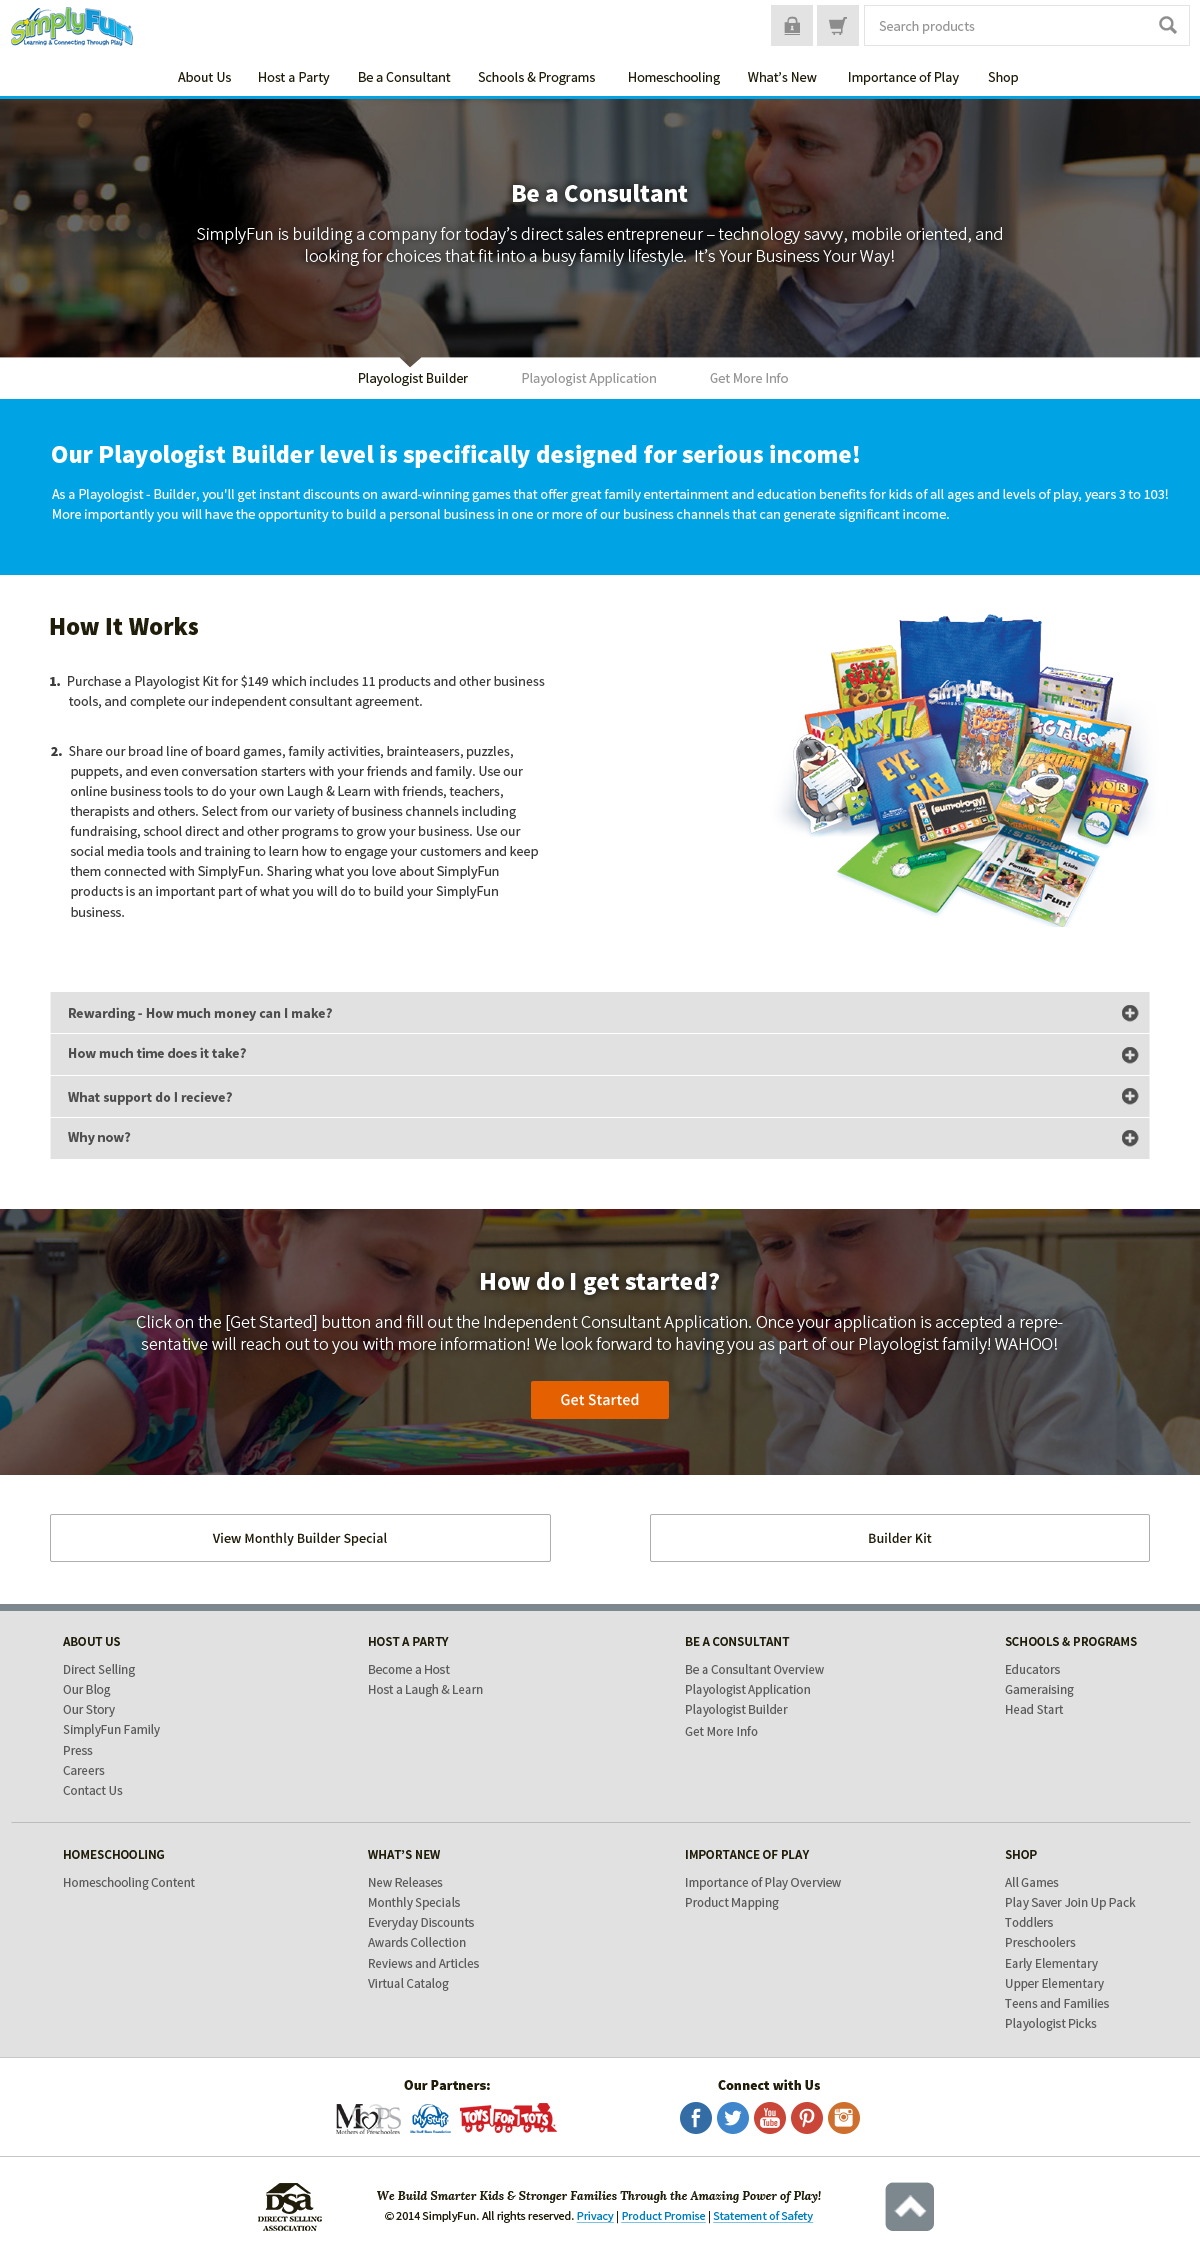 SimplyFun
Learning & Connecting Through Play
Search products
About Us Host a Party Be a Consultant Schools & Programs Homeschooling What’s New Importance of Play Shop
Be a Consultant
SimplyFun is building a company for today’s direct sales entrepreneur – technology savvy, mobile oriented, and
looking for choices that fit into a busy family lifestyle. It’s Your Business Your Way!
Playologist Builder Playologist Application Get More Info
Our Playologist Builder level is specifically designed for serious income!
As a Playologist - Builder, you'll get instant discounts on award-winning games that offer great family entertainment and education benefits for kids of all ages and levels of play, years 3 to 103!
More importantly you will have the opportunity to build a personal business in one or more of our business channels that can generate significant income.
How It Works
1. Purchase a Playologist Kit for $149 which includes 11 products and other business
tools, and complete our independent consultant agreement.
2. Share our broad line of board games, family activities, brainteasers, puzzles,
puppets, and even conversation starters with your friends and family. Use our
online business tools to do your own Laugh & Learn with friends, teachers,
therapists and others. Select from our variety of business channels including
fundraising, school direct and other programs to grow your business. Use our
social media tools and training to learn how to engage your customers and keep
them connected with SimplyFun. Sharing what you love about SimplyFun
products is an important part of what you will do to build your SimplyFun
business.
SimplyFun
RANK IT!
PIG Tales
DOGS
EYE
EYE
GARDEN
WORD
[sum·ol·o·gy]
SimplyFun
Families
Kids
Fun!
Rewarding - How much money can I make?
How much time does it take?
What support do I recieve?
Why now?
How do I get started?
Click on the [Get Started] button and fill out the Independent Consultant Application. Once your application is accepted a repre-
sentative will reach out to you with more information! We look forward to having you as part of our Playologist family! WAHOO!
Get Started
View Monthly Builder Special Builder Kit
ABOUT US
Direct Selling
Our Blog
Our Story
SimplyFun Family
Press
Careers
Contact Us
HOST A PARTY
Become a Host
Host a Laugh & Learn
BE A CONSULTANT
Be a Consultant Overview
Playologist Application
Playologist Builder
Get More Info
SCHOOLS & PROGRAMS
Educators
Gameraising
Head Start
HOMESCHOOLING
Homeschooling Content
WHAT’S NEW
New Releases
Monthly Specials
Everyday Discounts
Awards Collection
Reviews and Articles
Virtual Catalog
IMPORTANCE OF PLAY
Importance of Play Overview
Product Mapping
SHOP
All Games
Play Saver Join Up Pack
Toddlers
Preschoolers
Early Elementary
Upper Elementary
Teens and Families
Playologist Picks
Our Partners:
MOPS
Mothers of Preschoolers
My Stuff
TOYS FOR TOTS
Connect with Us
You
Tube
DSA
DIRECT SELLING
ASSOCIATION
We Build Smarter Kids & Stronger Families Through the Amazing Power of Play!
© 2014 SimplyFun. All rights reserved. Privacy | Product Promise | Statement of Safety